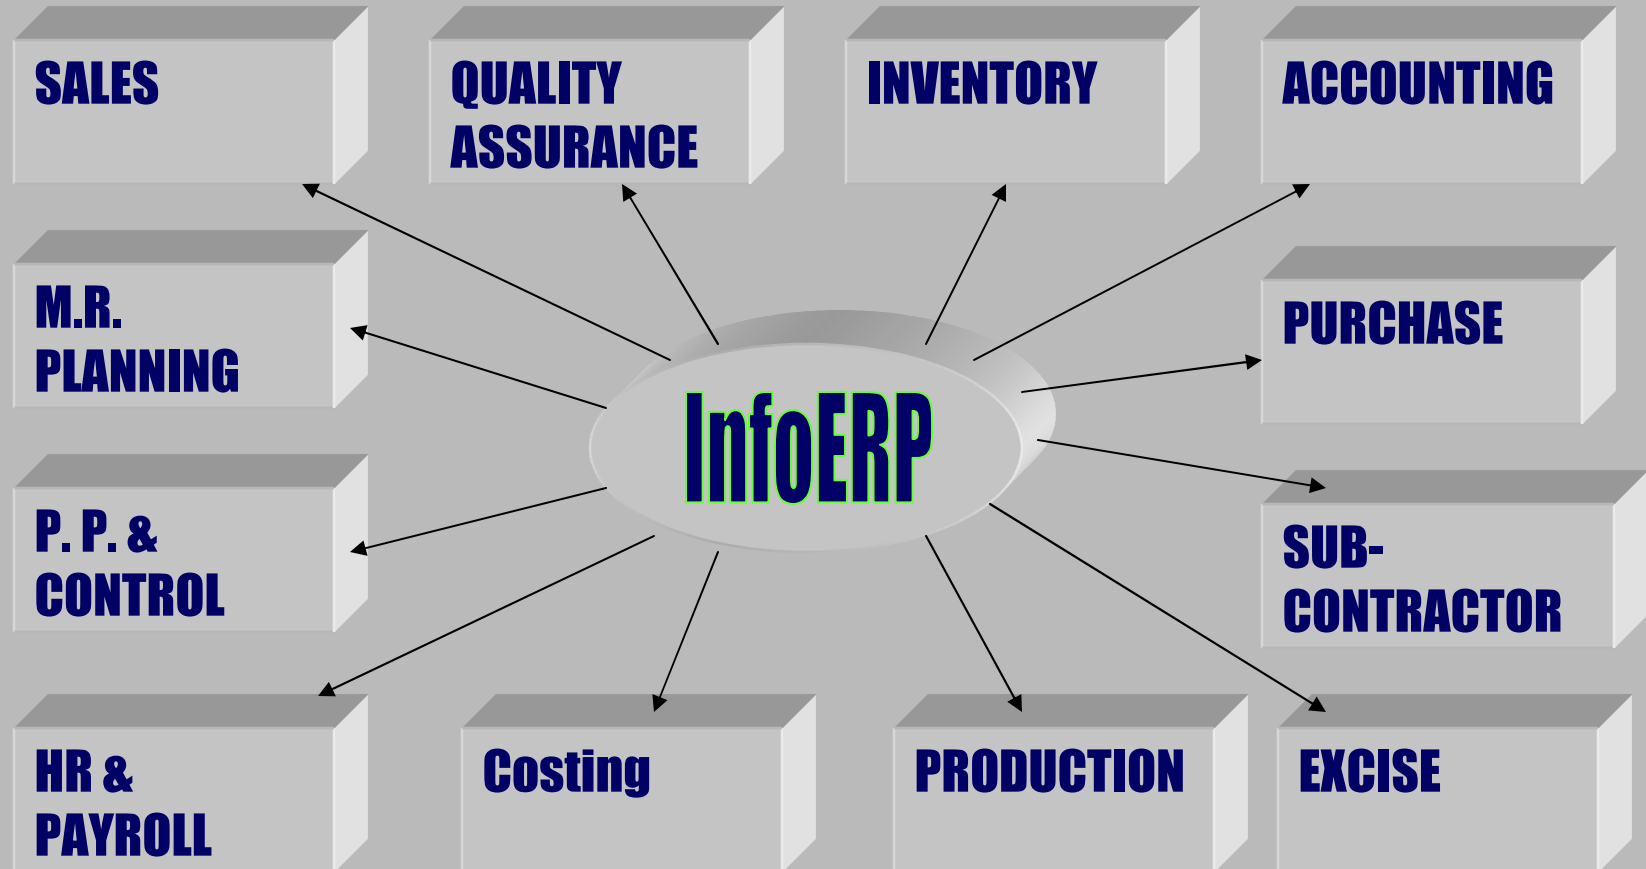 SALES
QUALITY
ASSURANCE
INVENTORY
ACCOUNTING
M.R.
PLANNING
PURCHASE
InfoERP
P. P. &
CONTROL
SUB-
CONTRACTOR
HR &
PAYROLL
Costing
PRODUCTION
EXCISE